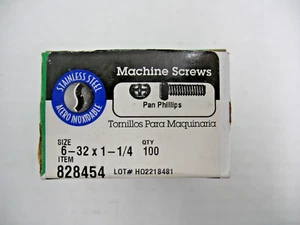 STAINLESS STEEL
ACERO INOXIDABLE
Machine Screws
Pan Phillips
Tornillos Para Maquinaria
SIZE QTY
6-32 x 1-1/4 100
ITEM
828454 LOT# HO2218481